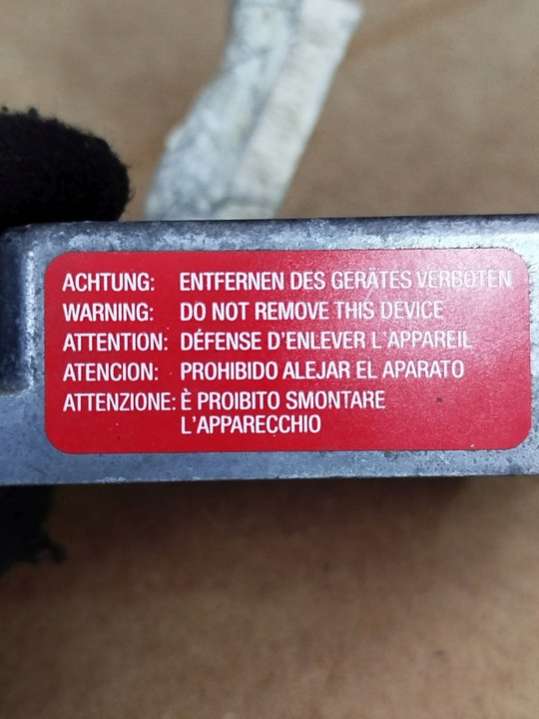 ACHTUNG: ENTFERNEN DES GERÄTES VERBOTEN
WARNING: DO NOT REMOVE THIS DEVICE
ATTENTION: DÉFENSE D'ENLEVER L'APPAREIL
ATENCION: PROHIBIDO ALEJAR EL APARATO
ATTENZIONE: È PROIBITO SMONTARE
L'APPARECCHIO